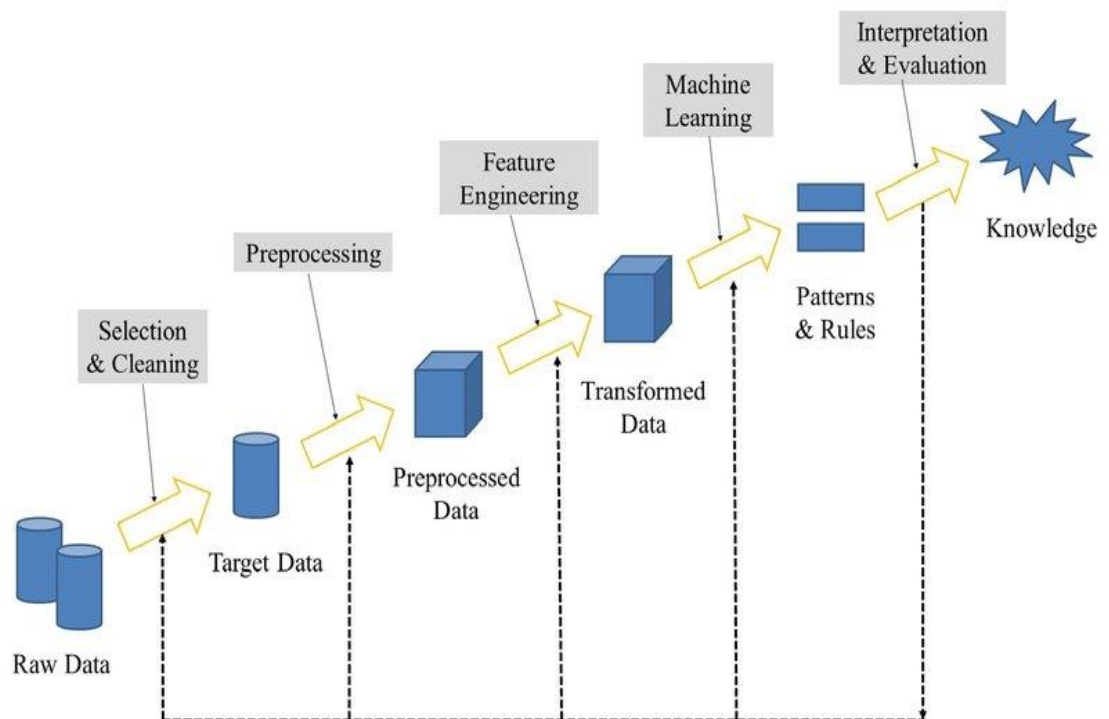 Interpretation
& Evaluation
Machine
Learning
Feature
Engineering
Knowledge
Preprocessing
Patterns
& Rules
Selection
& Cleaning
Transformed
Data
Preprocessed
Data
Target Data
Raw Data